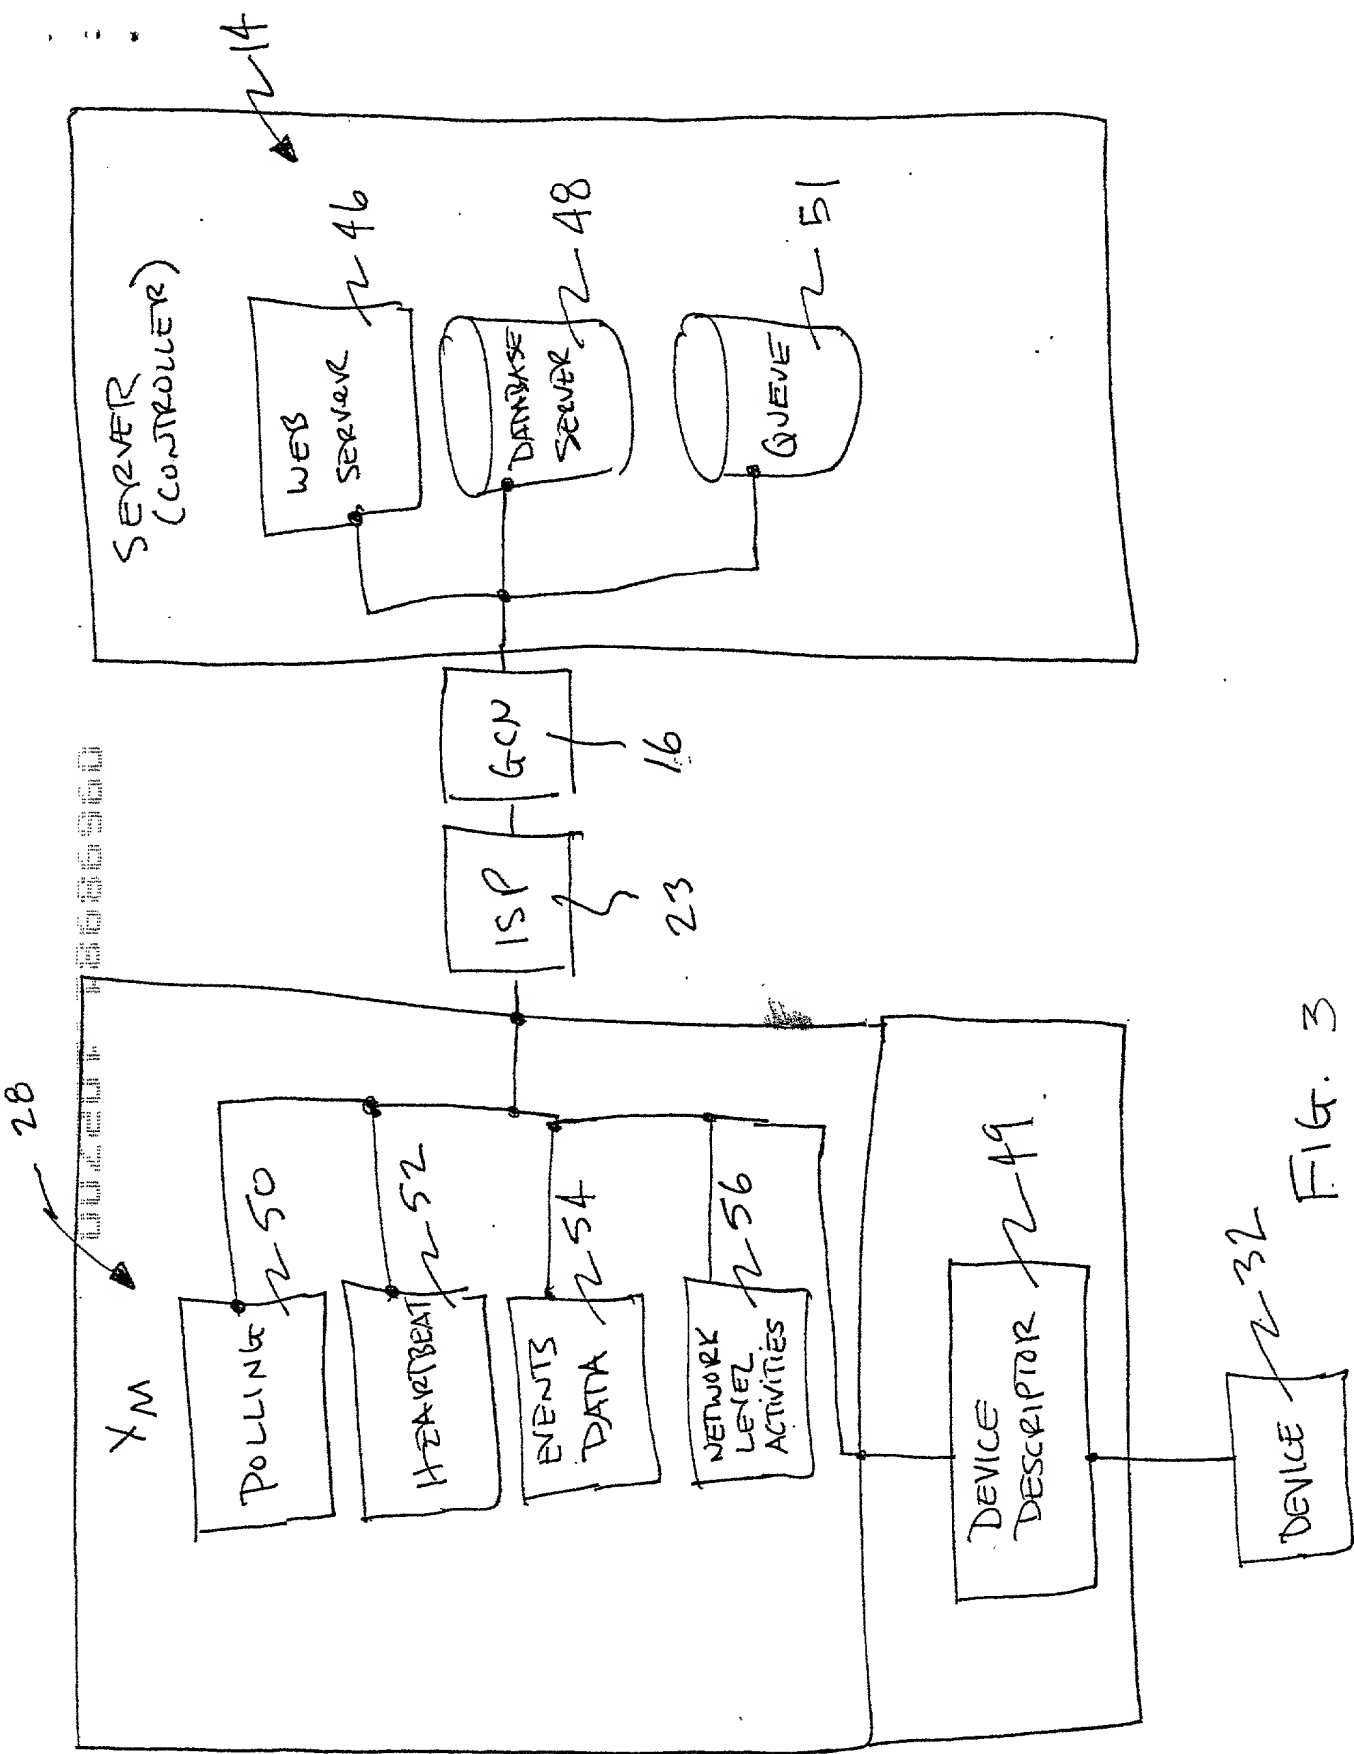 28
X M
POLLING
50
HEARTBEAT
52
EVENTS
DATA
54
NETWORK
LEVEL
ACTIVITIES
56
DEVICE
DESCRIPTOR
49
DEVICE
32
ISP
23
GCN
16
SERVER
(CONTROLLER)
14
WEB
SERVER
46
DATABASE
SERVER
48
QUEUE
51
FIG. 3